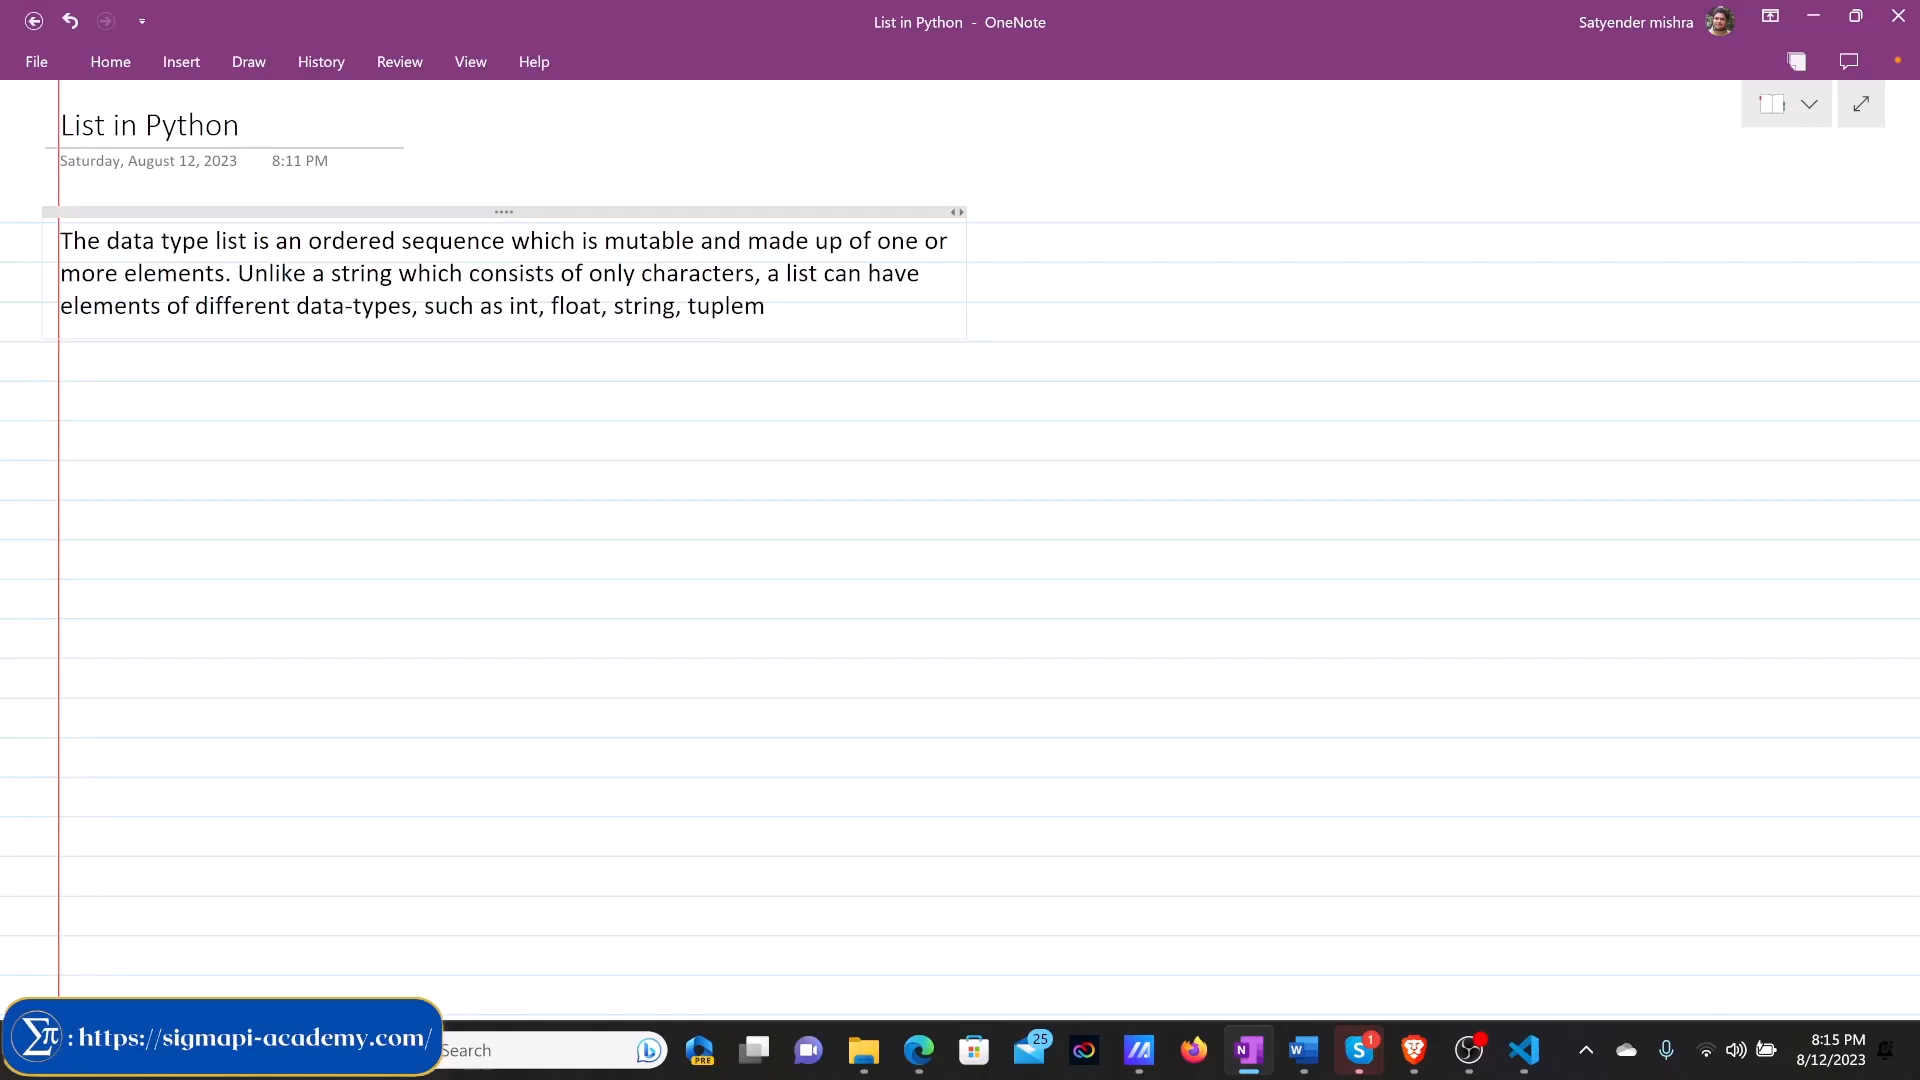 List in Python - OneNote
Satyender mishra
File Home Insert Draw History Review View Help
List in Python
Saturday, August 12, 2023 8:11 PM
The data type list is an ordered sequence which is mutable and made up of one or
more elements. Unlike a string which consists of only characters, a list can have
elements of different data-types, such as int, float, string, tuplem
Σπ : https://sigmapi-academy.com/
Search
PRE
25
N
W
S
1
8:15 PM
8/12/2023